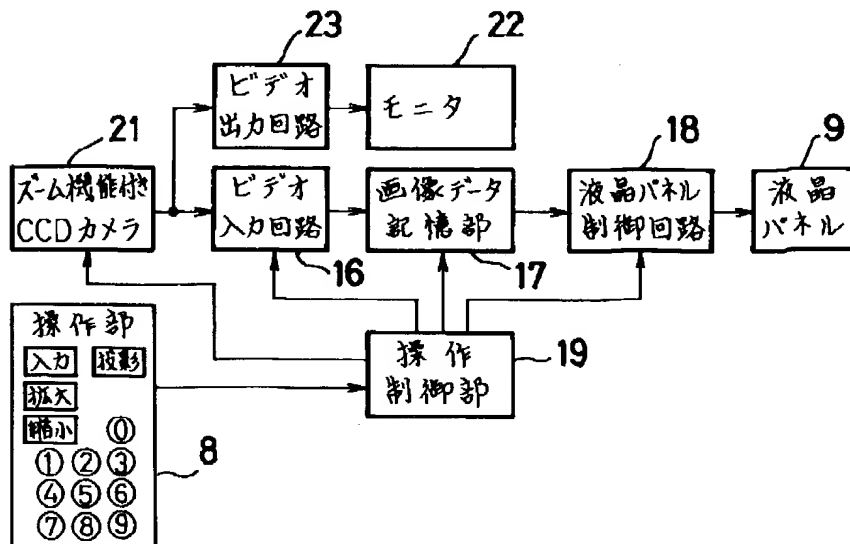 23
ビデオ
出力回路
22
モニタ
21
ズーム機能付き
CCDカメラ
ビデオ
入力回路
16
画像データ
記憶部
17
18
液晶パネル
制御回路
9
液晶
パネル
操作部
入力 投影
拡大
縮小 ⓪
① ② ③
④ ⑤ ⑥
⑦ ⑧ ⑨
8
操作
制御部
19